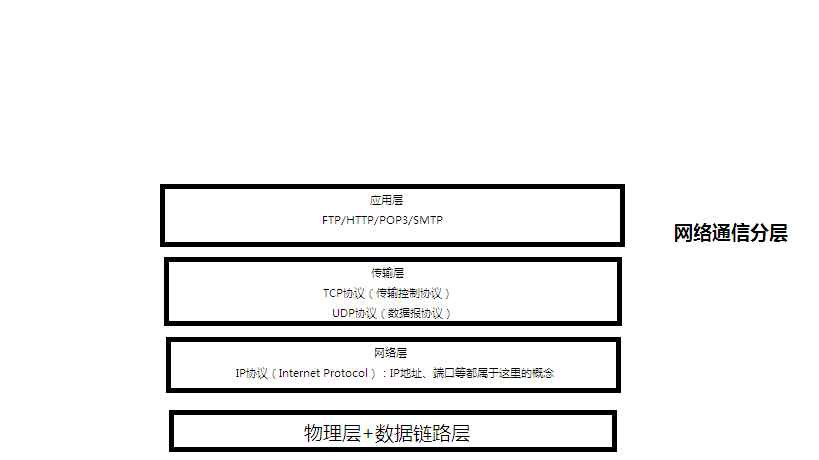 应用层
FTP/HTTP/POP3/SMTP
网络通信分层
传输层
TCP协议（传输控制协议）
UDP协议（数据报协议）
网络层
IP协议（Internet Protocol）：IP地址、端口等都属于这里的概念
物理层+数据链路层